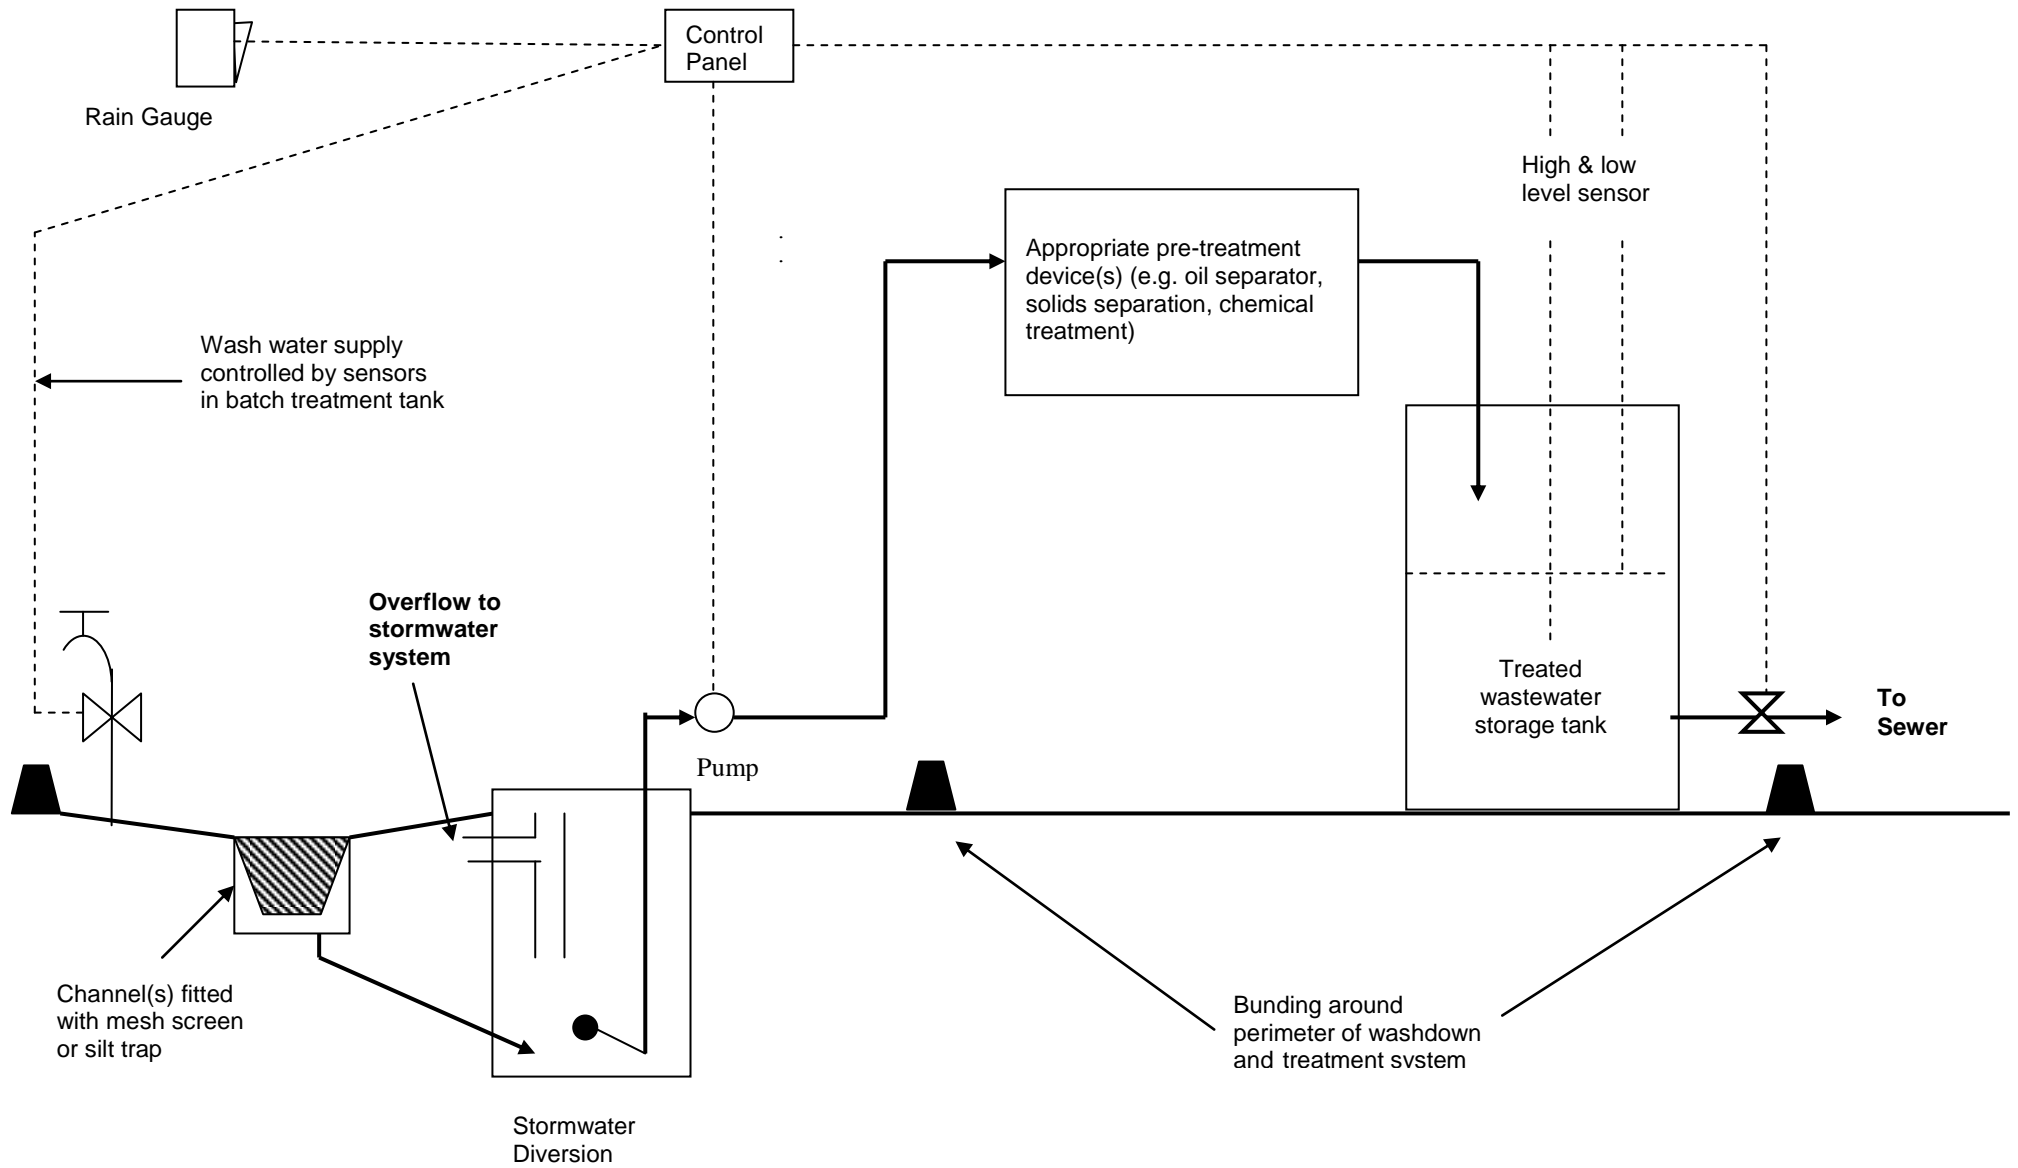 Control
Panel
Rain Gauge
High & low
level sensor
Appropriate pre-treatment
device(s) (e.g. oil separator,
solids separation, chemical
treatment)
Wash water supply
controlled by sensors
in batch treatment tank
Overflow to
stormwater
system
Treated
wastewater
storage tank
To
Sewer
Pump
Channel(s) fitted
with mesh screen
or silt trap
Bunding around
perimeter of washdown
and treatment system
Stormwater
Diversion